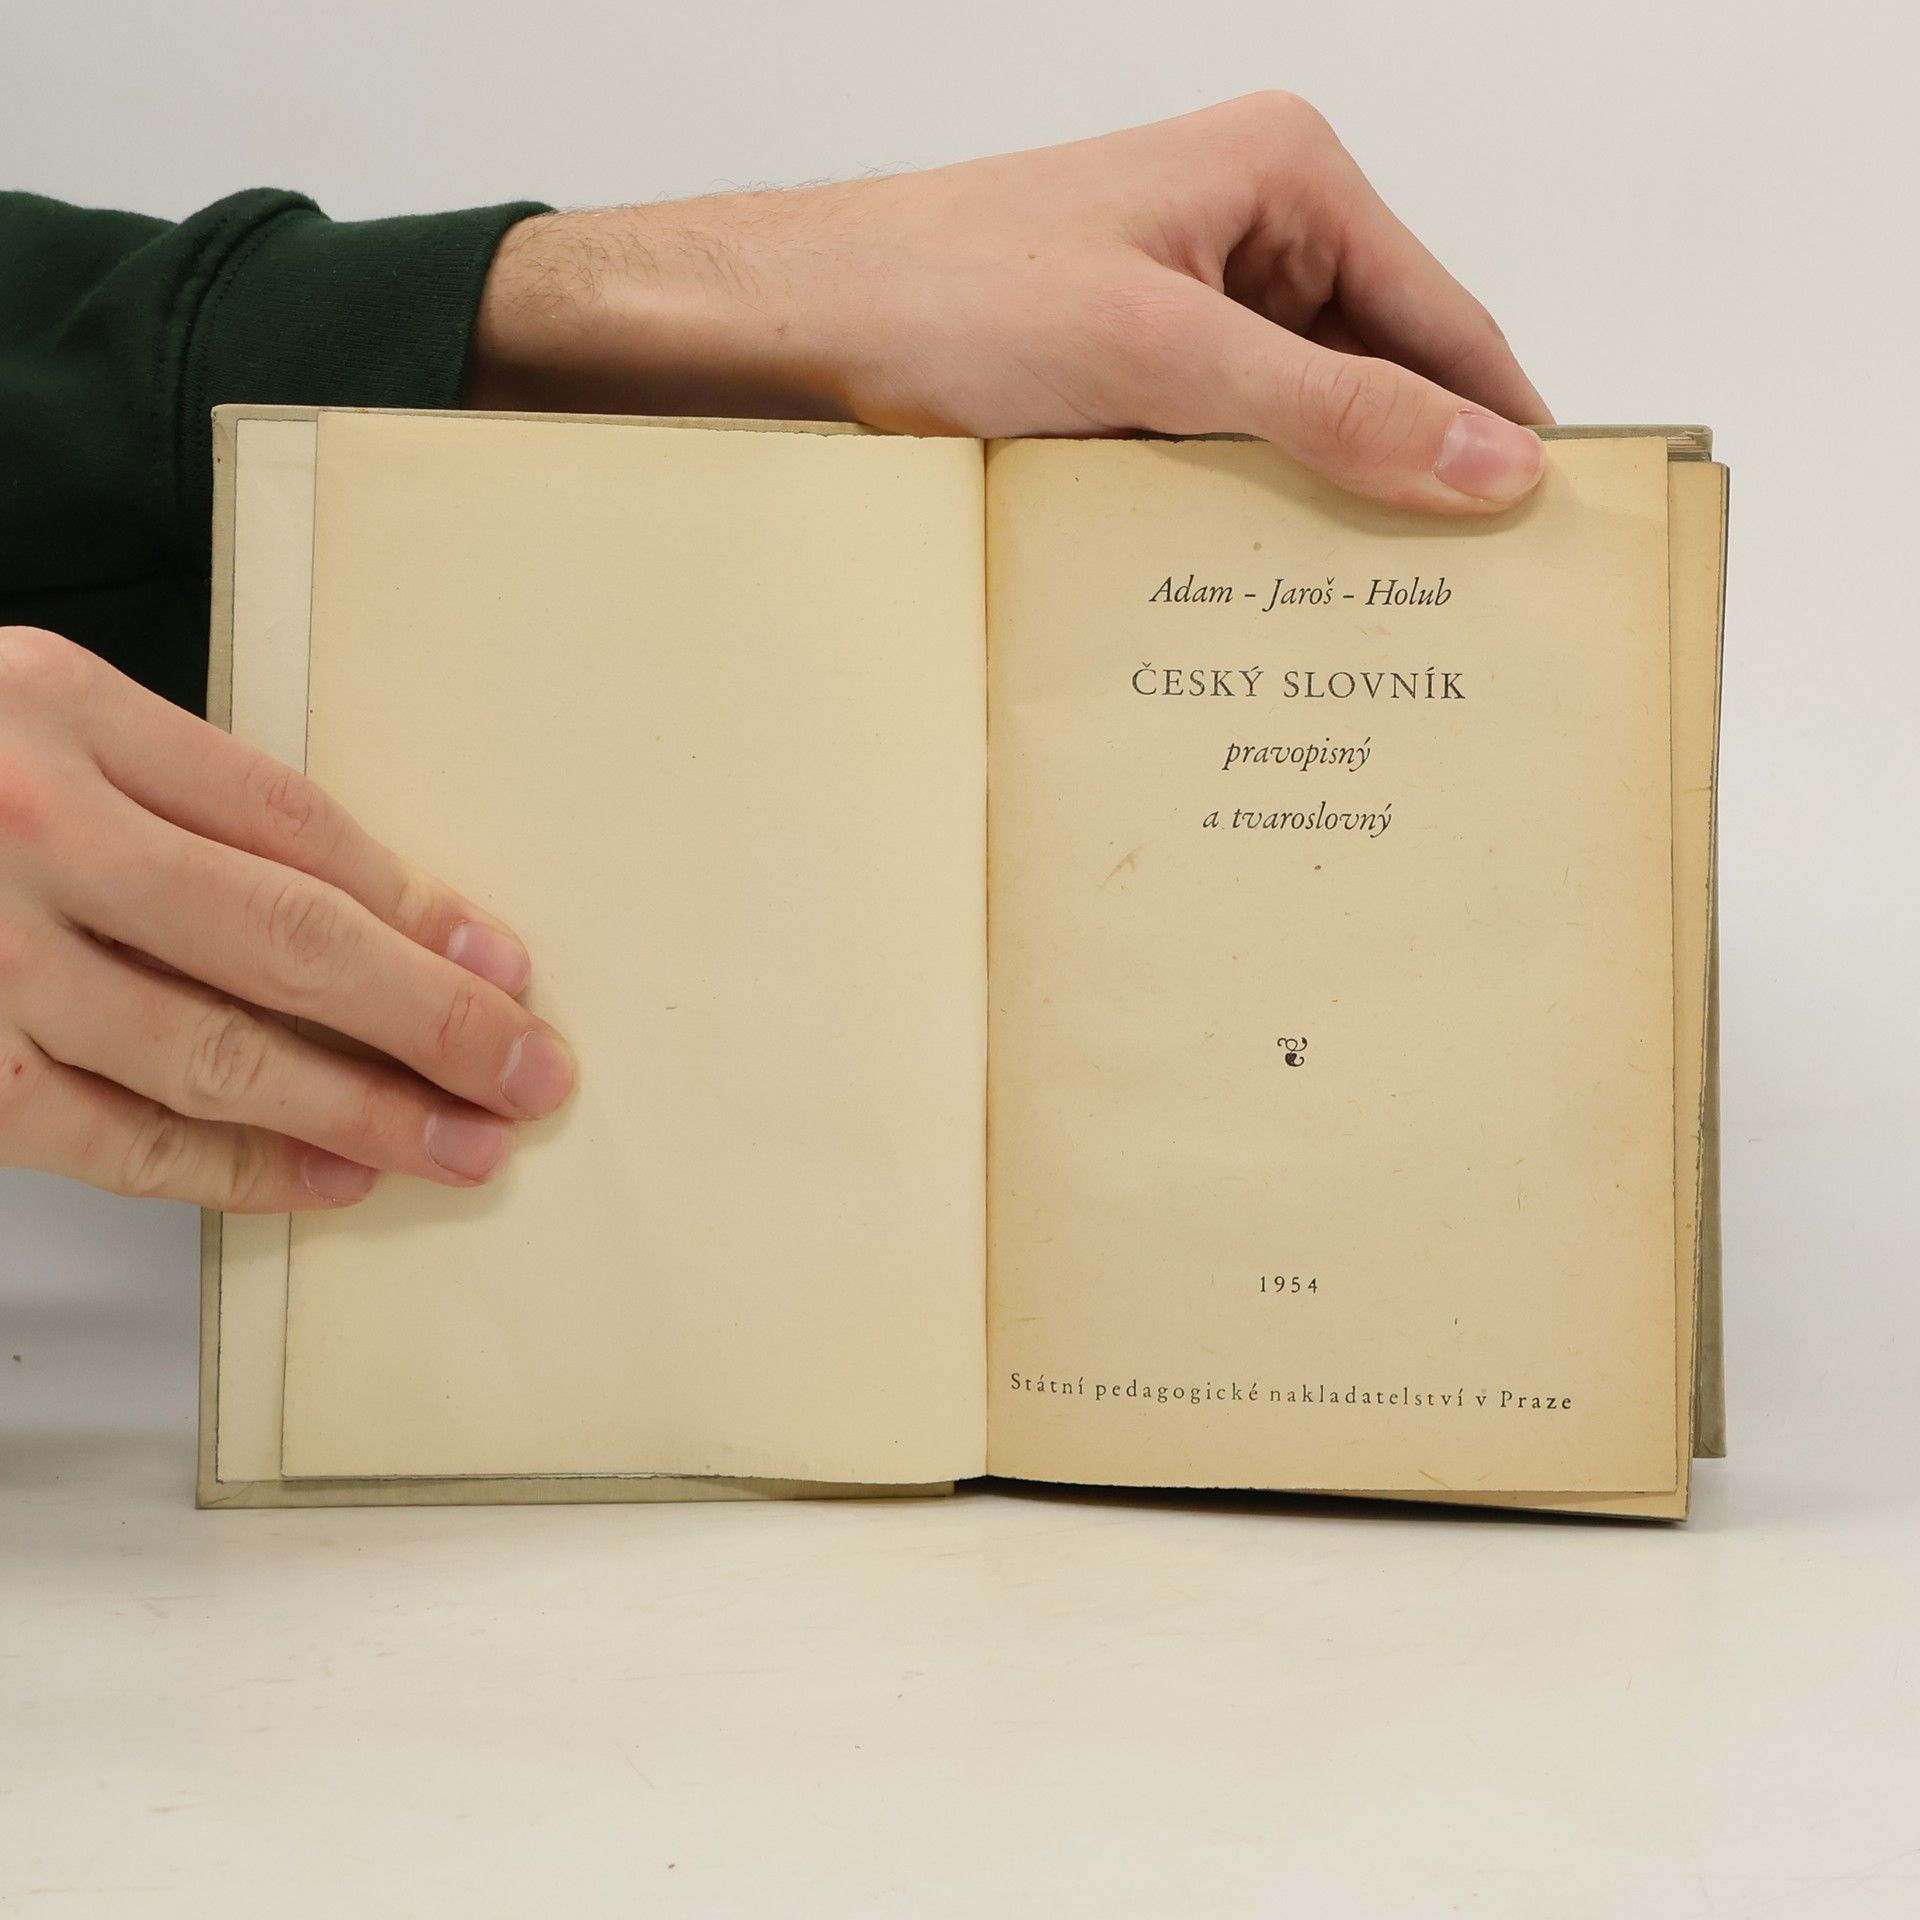 Adam - Jaroš - Holub
ČESKÝ SLOVNÍK
pravopisný
a tvaroslovný
1954
Státní pedagogické nakladatelství v Praze